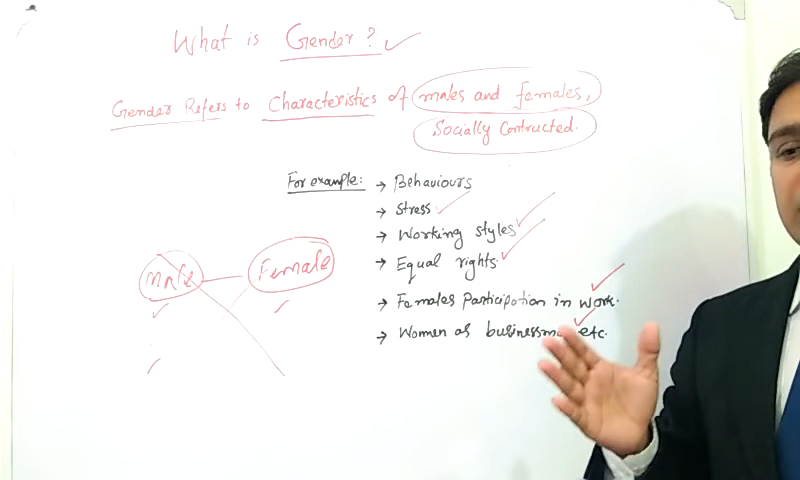 What is Gender?
Gender Refers to Characteristics of males and females,
Socially Contructed.
For example: → Behaviours
→ Stress
→ Working styles
→ Equal rights
→ Females Participation in work.
→ Women as etc.
Male Female